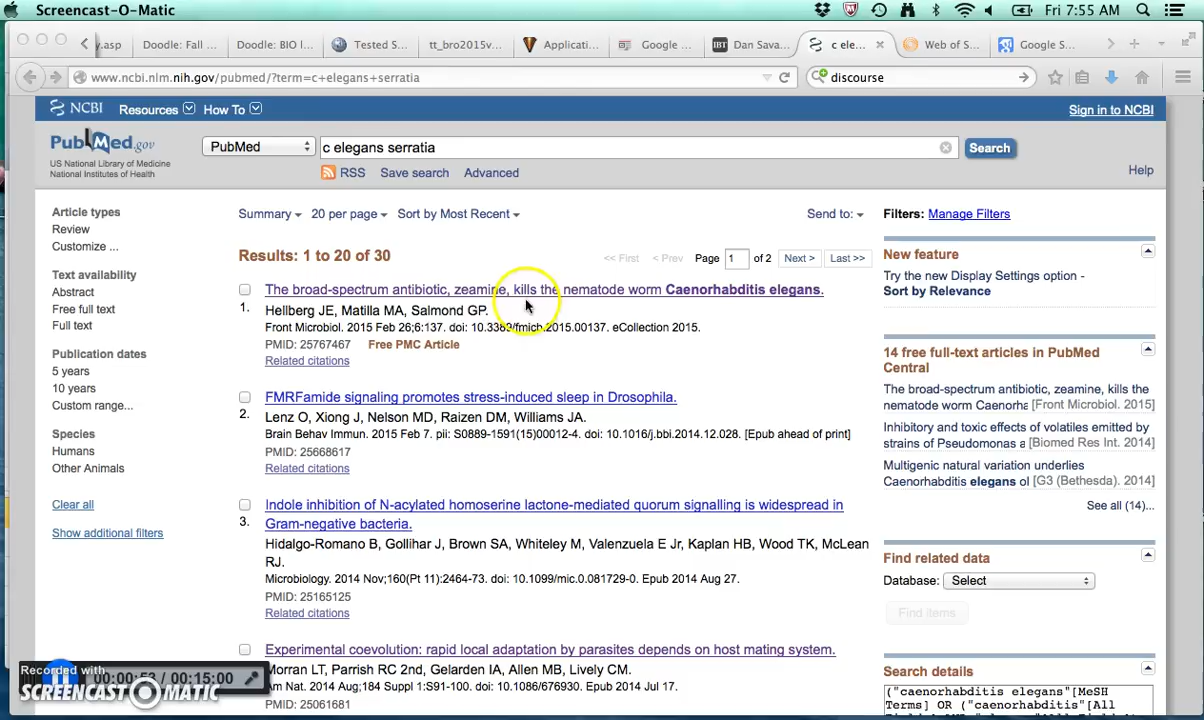 Screencast-O-Matic
Fri 7:55 AM
y.asp
Doodle: Fall ...
Doodle: BIO l...
Tested S...
tt_bro2015v...
Applicati...
Google ...
Dan Sava...
c ele...
Web of S...
Google S...
www.ncbi.nlm.nih.gov/pubmed/?term=c+elegans+serratia
discourse
NCBI
Resources
How To
Sign in to NCBI
PubMed.gov
US National Library of Medicine
National Institutes of Health
PubMed
c elegans serratia
Search
RSS
Save search
Advanced
Help
Article types
Review
Customize ...
Text availability
Abstract
Free full text
Full text
Publication dates
5 years
10 years
Custom range...
Species
Humans
Other Animals
Clear all
Show additional filters
Summary
20 per page
Sort by Most Recent
Send to:
Results: 1 to 20 of 30
<< First
< Prev
Page 1 of 2
Next >
Last >>
The broad-spectrum antibiotic, zeamine, kills the nematode worm Caenorhabditis elegans.
1.
Hellberg JE, Matilla MA, Salmond GP.
Front Microbiol. 2015 Feb 26;6:137. doi: 10.3389/fmicb.2015.00137. eCollection 2015.
PMID: 25767467 Free PMC Article
Related citations
FMRFamide signaling promotes stress-induced sleep in Drosophila.
2.
Lenz O, Xiong J, Nelson MD, Raizen DM, Williams JA.
Brain Behav Immun. 2015 Feb 7. pii: S0889-1591(15)00012-4. doi: 10.1016/j.bbi.2014.12.028. [Epub ahead of print]
PMID: 25668617
Related citations
Indole inhibition of N-acylated homoserine lactone-mediated quorum signalling is widespread in
Gram-negative bacteria.
3.
Hidalgo-Romano B, Gollihar J, Brown SA, Whiteley M, Valenzuela E Jr, Kaplan HB, Wood TK, McLean
RJ.
Microbiology. 2014 Nov;160(Pt 11):2464-73. doi: 10.1099/mic.0.081729-0. Epub 2014 Aug 27.
PMID: 25165125
Related citations
Experimental coevolution: rapid local adaptation by parasites depends on host mating system.
Morran LT, Parrish RC 2nd, Gelarden IA, Allen MB, Lively CM.
Am Nat. 2014 Aug;184 Suppl 1:S91-100. doi: 10.1086/676930. Epub 2014 Jul 17.
PMID: 25061681
Filters: Manage Filters
New feature
Try the new Display Settings option -
Sort by Relevance
14 free full-text articles in PubMed
Central
The broad-spectrum antibiotic, zeamine, kills the
nematode worm Caenorha [Front Microbiol. 2015]
Inhibitory and toxic effects of volatiles emitted by
strains of Pseudomonas a [Biomed Res Int. 2014]
Multigenic natural variation underlies
Caenorhabditis elegans ol [G3 (Bethesda). 2014]
See all (14)...
Find related data
Database: Select
Find items
Search details
("caenorhabditis elegans"[MeSH
Terms] OR ("caenorhabditis"[All
Recorded with
SCREENCAST-O-MATIC
/ 00:15:00